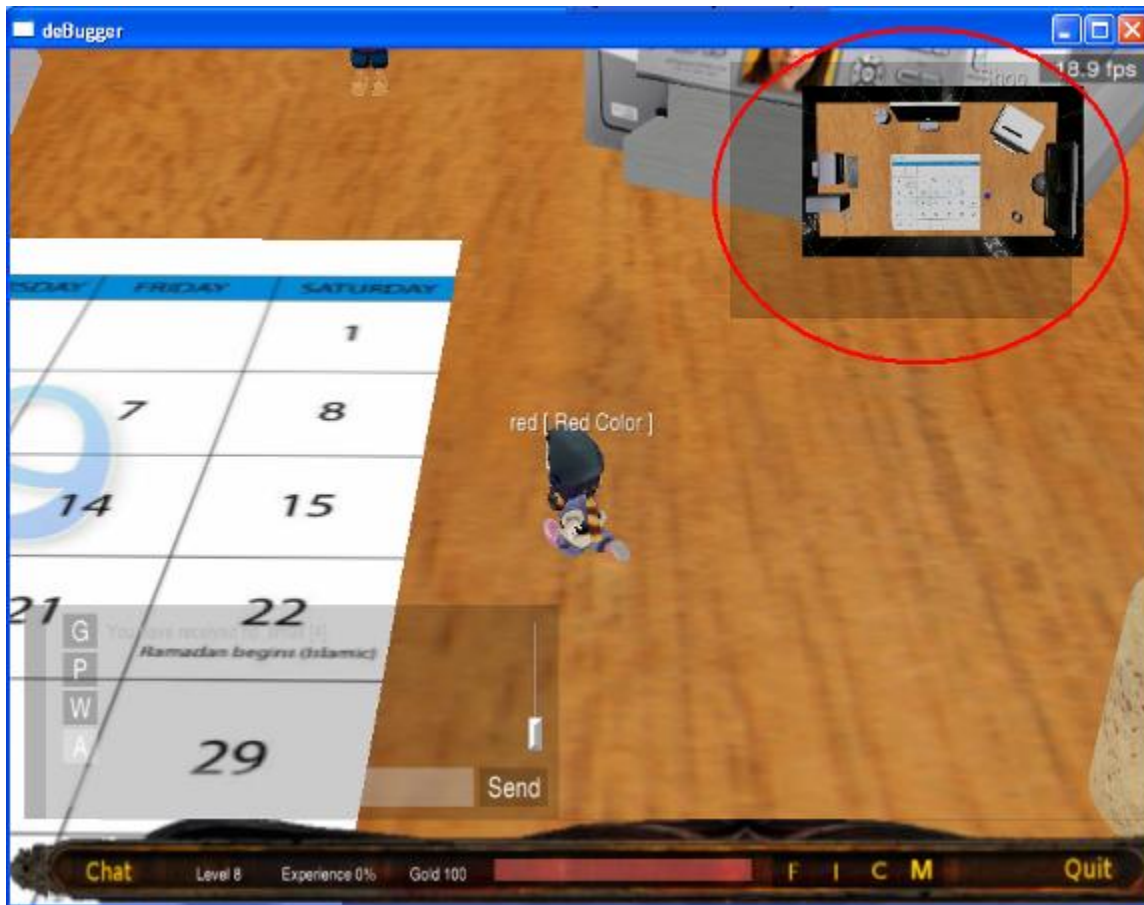 deBugger
18.9 fps
Shop
FRIDAY
SATURDAY
1
7
8
red [ Red Color ]
14
15
21
22
G
P
Ramadan begins (Islamic)
W
A
29
Send
Chat
Level 8
Experience 0%
Gold 100
F
I
C
M
Quit